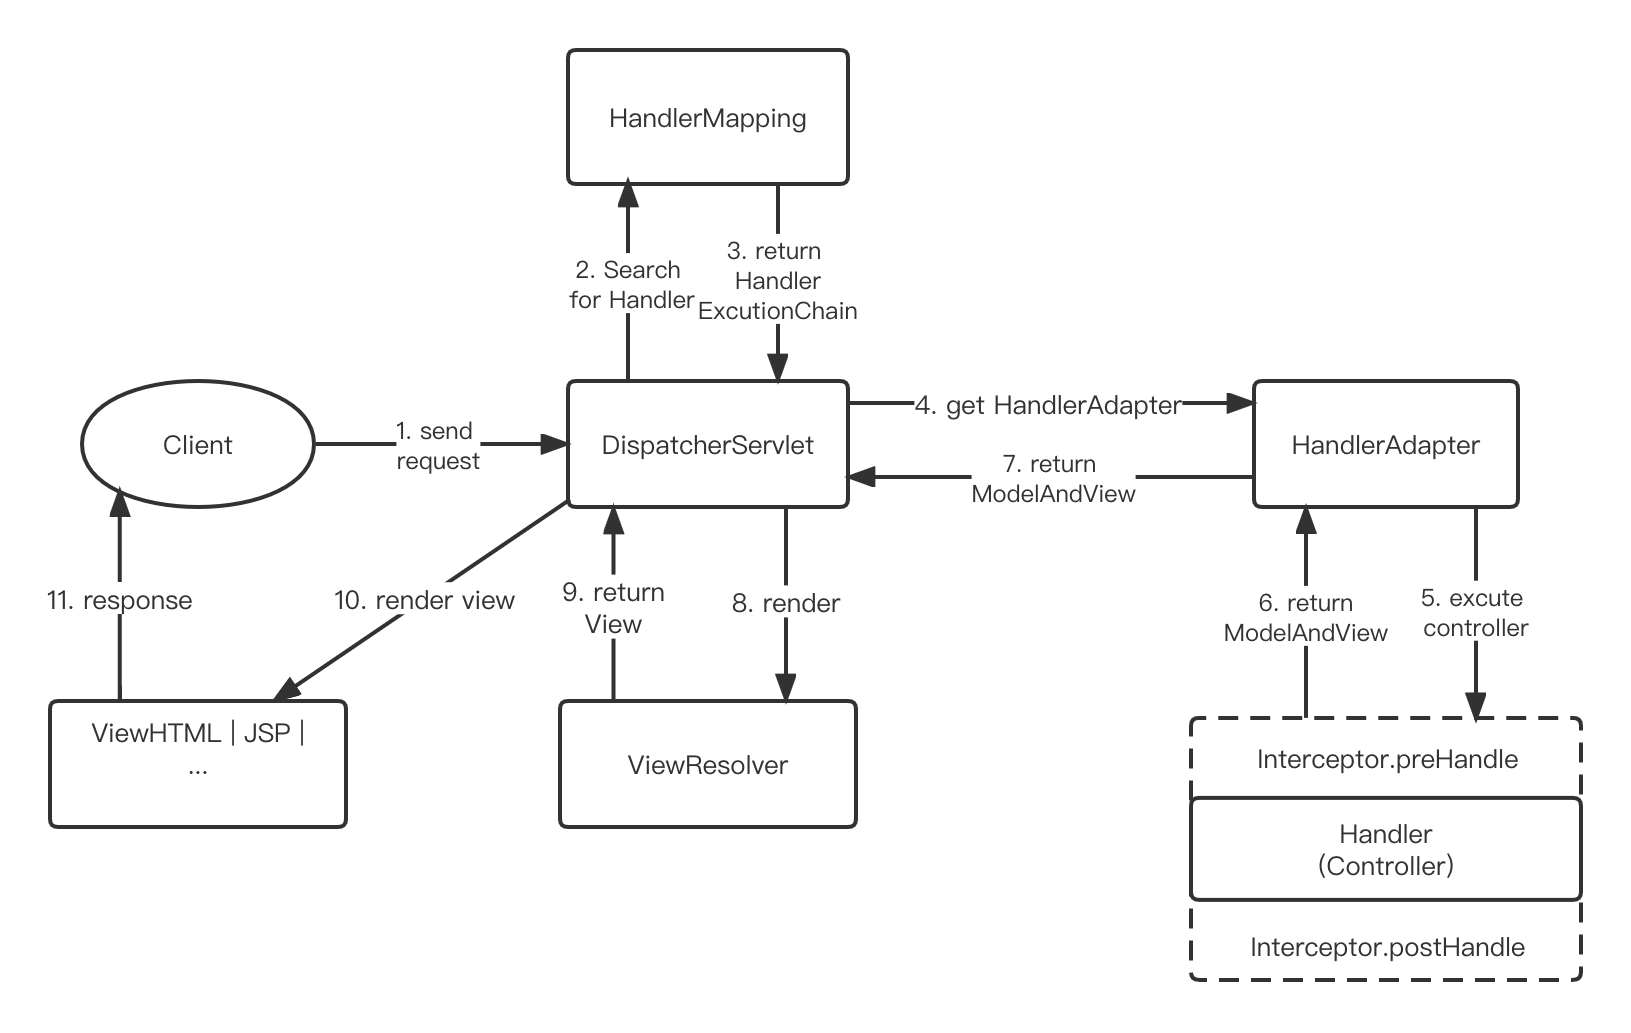 HandlerMapping
2. Search
for Handler
3. return
Handler
ExcutionChain
Client
1. send
request
DispatcherServlet
4. get HandlerAdapter
7. return
ModelAndView
HandlerAdapter
11. response
10. render view
9. return
View
8. render
6. return
ModelAndView
5. excute
controller
ViewHTML | JSP |
...
ViewResolver
Interceptor.preHandle
Handler
(Controller)
Interceptor.postHandle